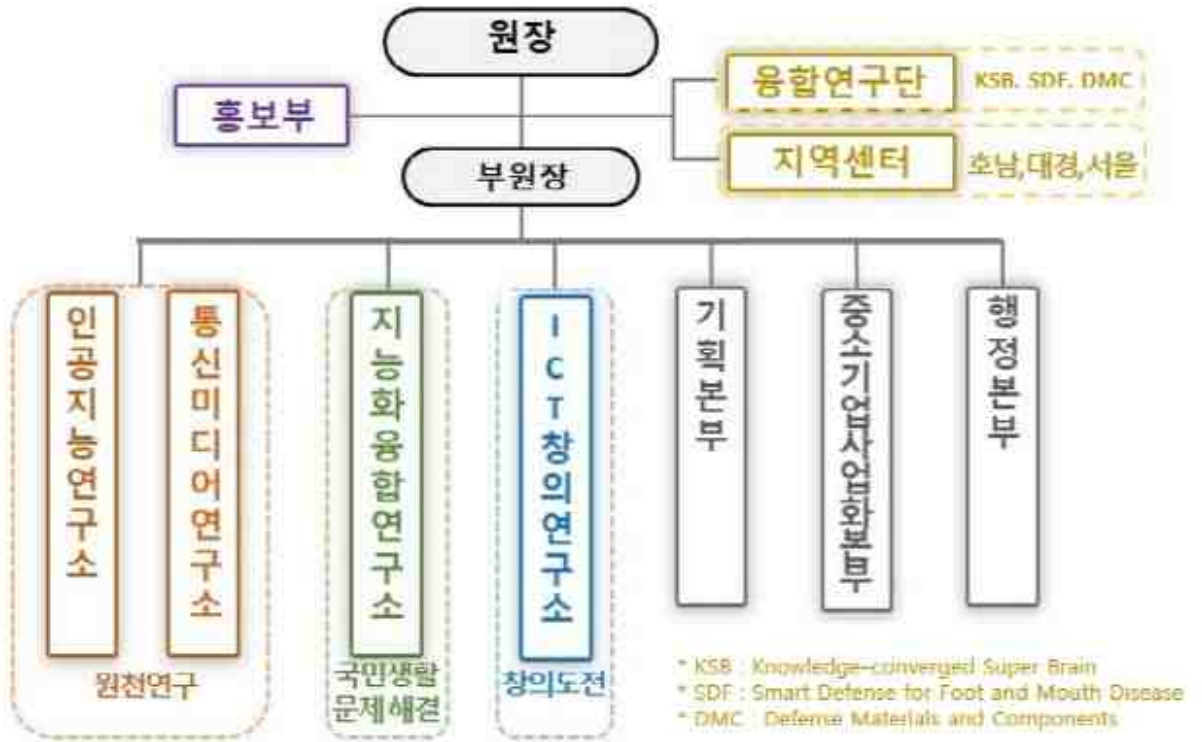 원장
융합연구단
KSB. SDF. DMC
홍보부
지역센터
호남,대경,서울
부원장
인공지능연구소
통신미디어연구소
지능화융합연구소
ICT창의연구소
기획본부
중소기업사업화본부
행정본부
원천연구
국민생활
문제해결
창의도전
* KSB : Knowledge-converged Super Brain
* SDF : Smart Defense for Foot and Mouth Disease
* DMC : Defense Materials and Components